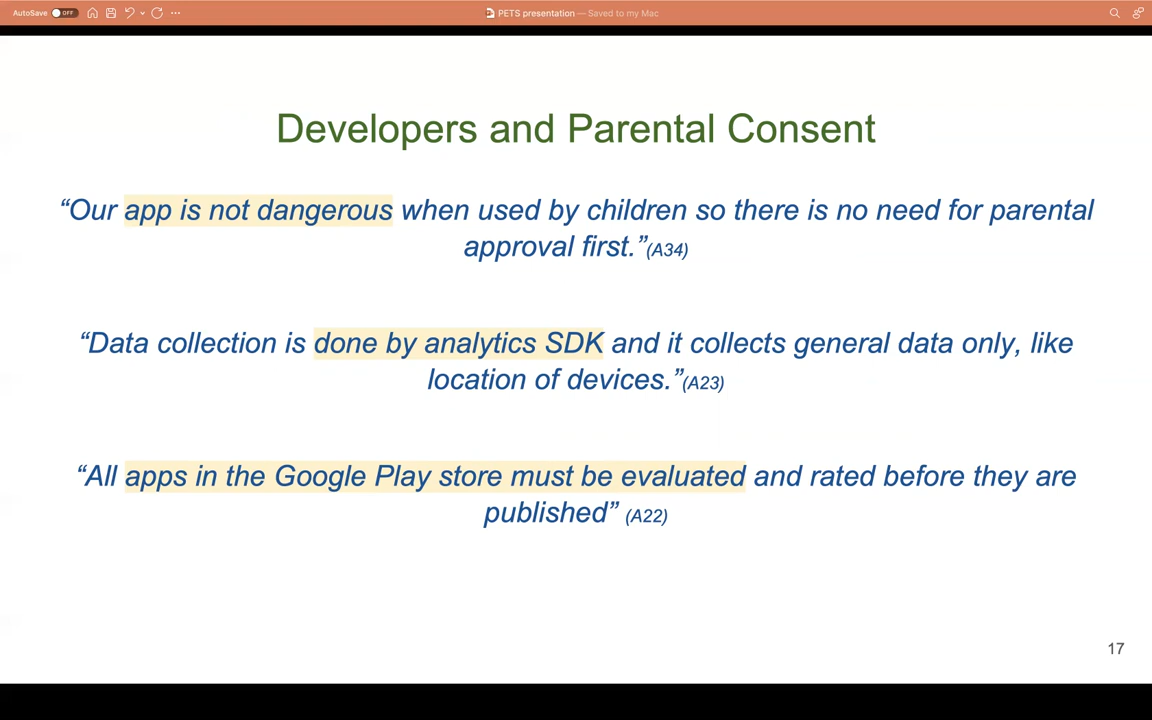 AutoSave OFF
PETS presentation — Saved to my Mac
Developers and Parental Consent
“Our app is not dangerous when used by children so there is no need for parental
approval first.”(A34)
“Data collection is done by analytics SDK and it collects general data only, like
location of devices.”(A23)
“All apps in the Google Play store must be evaluated and rated before they are
published” (A22)
17